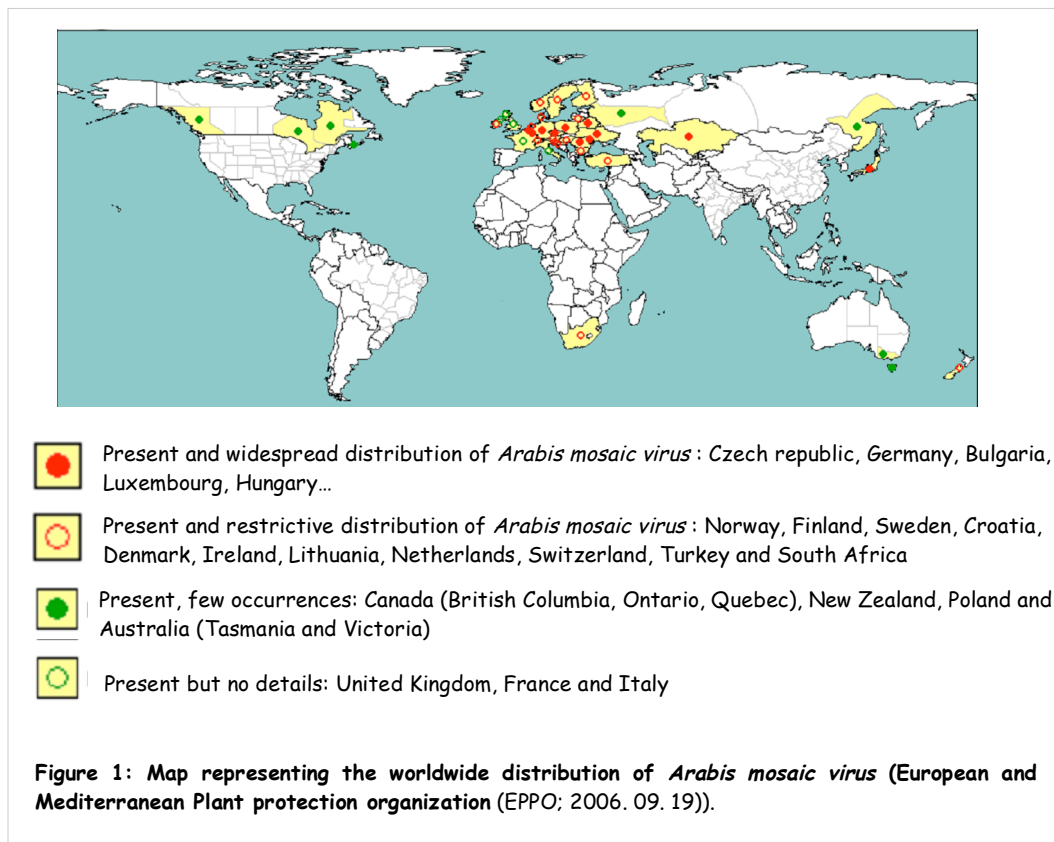 Present and widespread distribution of Arabis mosaic virus : Czech republic, Germany, Bulgaria,
Luxembourg, Hungary…
Present and restrictive distribution of Arabis mosaic virus : Norway, Finland, Sweden, Croatia,
Denmark, Ireland, Lithuania, Netherlands, Switzerland, Turkey and South Africa
Present, few occurrences: Canada (British Columbia, Ontario, Quebec), New Zealand, Poland and
Australia (Tasmania and Victoria)
Present but no details: United Kingdom, France and Italy
Figure 1: Map representing the worldwide distribution of Arabis mosaic virus (European and
Mediterranean Plant protection organization (EPPO; 2006. 09. 19)).